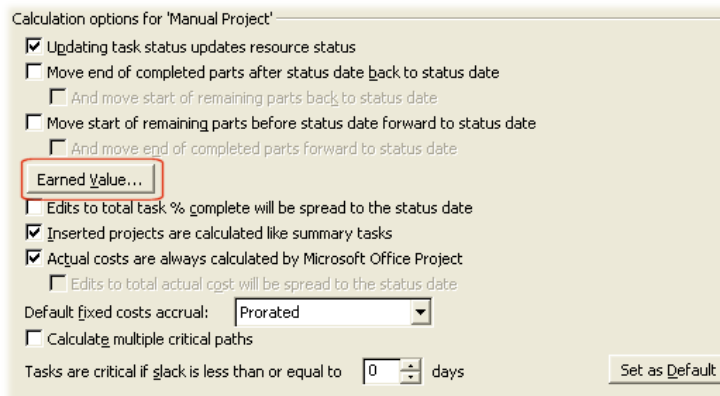 Calculation options for 'Manual Project'
Updating task status updates resource status
Move end of completed parts after status date back to status date
And move start of remaining parts back to status date
Move start of remaining parts before status date forward to status date
And move end of completed parts forward to status date
Earned Value...
Edits to total task % complete will be spread to the status date
Inserted projects are calculated like summary tasks
Actual costs are always calculated by Microsoft Office Project
Edits to total actual cost will be spread to the status date
Default fixed costs accrual: Prorated
Calculate multiple critical paths
Tasks are critical if slack is less than or equal to 0 days Set as Default